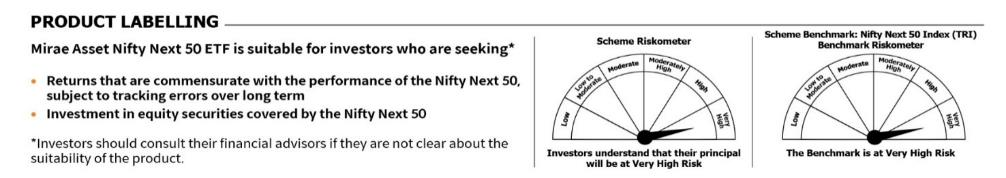 PRODUCT LABELLING
Mirae Asset Nifty Next 50 ETF is suitable for investors who are seeking*
• Returns that are commensurate with the performance of the Nifty Next 50,
subject to tracking errors over long term
• Investment in equity securities covered by the Nifty Next 50
*Investors should consult their financial advisors if they are not clear about the
suitability of the product.
Scheme Riskometer
Low
Low to
Moderate
Moderate
Moderately
High
High
Very
High
Investors understand that their principal
will be at Very High Risk
Scheme Benchmark: Nifty Next 50 Index (TRI)
Benchmark Riskometer
Low
Low to
Moderate
Moderate
Moderately
High
High
Very
High
The Benchmark is at Very High Risk